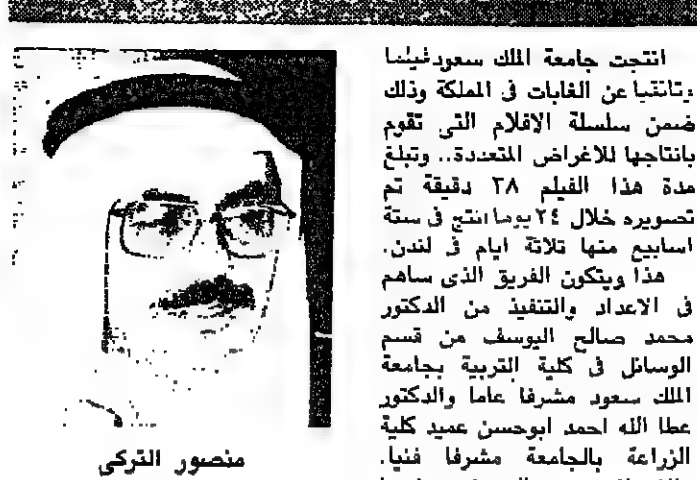 انتجت جامعة الملك سعود فيلما
وثائقيا عن الغابات في المملكة وذلك
ضمن سلسلة الافلام التي تقوم
بانتاجها للاغراض المتعددة.. وتبلغ
مدة هذا الفيلم ٢٨ دقيقة تم
تصويره خلال ٢٤ يوما انتج في ستة
اسابيع منها ثلاثة ايام في لندن.
هذا ويتكون الفريق الذى ساهم
في الاعداد والتنفيذ من الدكتور
محمد صالح اليوسف من قسم
الوسائل في كلية التربية بجامعة
الملك سعود مشرفا عاما والدكتور
عطا الله احمد ابوحسن عميد كلية
الزراعة بالجامعة مشرفا فنيا.
منصور التركى